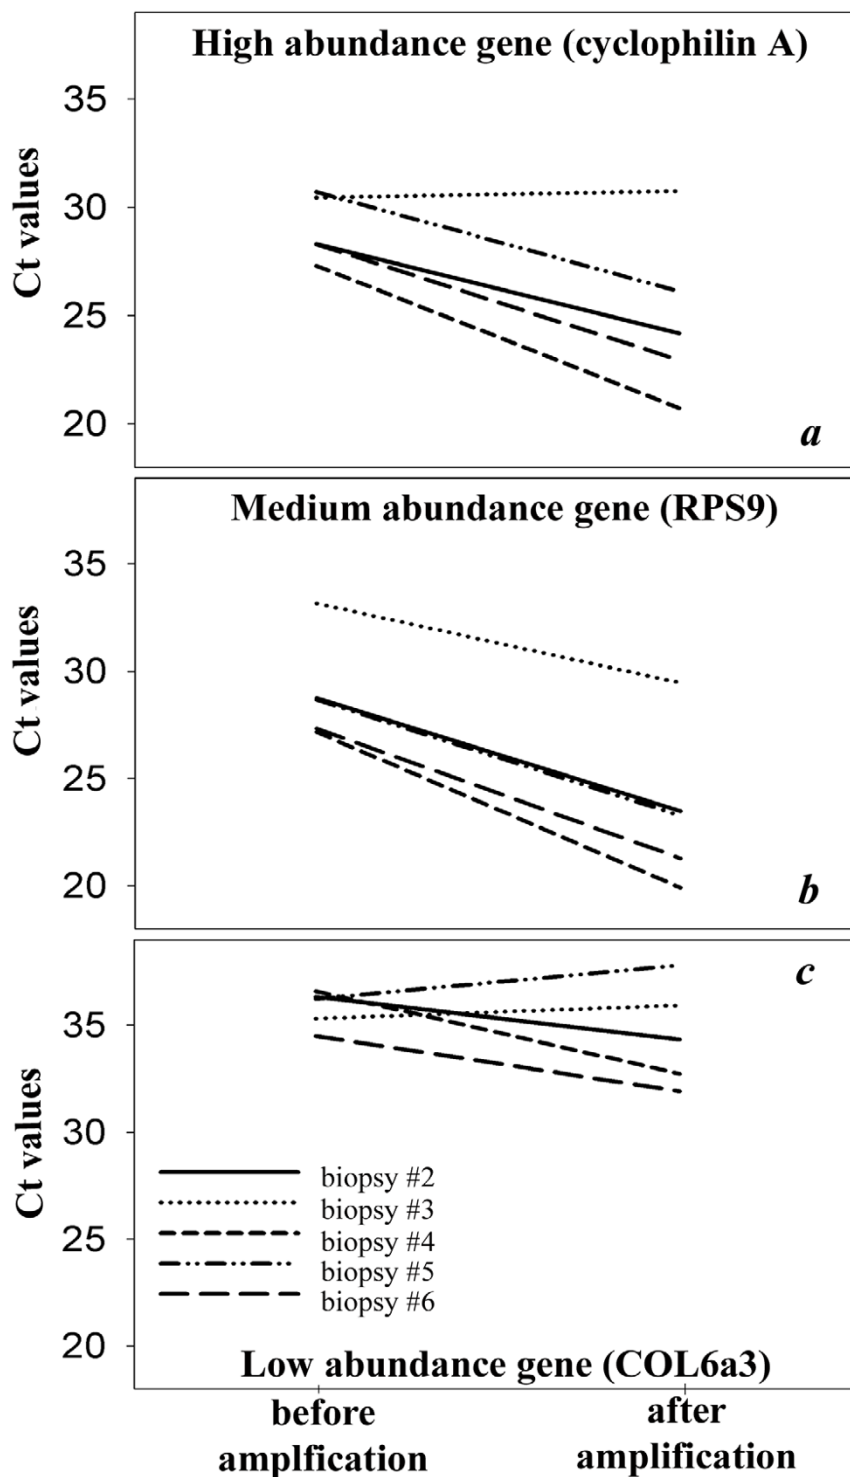 High abundance gene (cyclophilin A)
35
30
25
20
Ct values
a
Medium abundance gene (RPS9)
35
30
25
20
Ct values
b
c
35
30
25
20
Ct values
biopsy #2
biopsy #3
biopsy #4
biopsy #5
biopsy #6
Low abundance gene (COL6a3)
before
amplfification
after
amplification